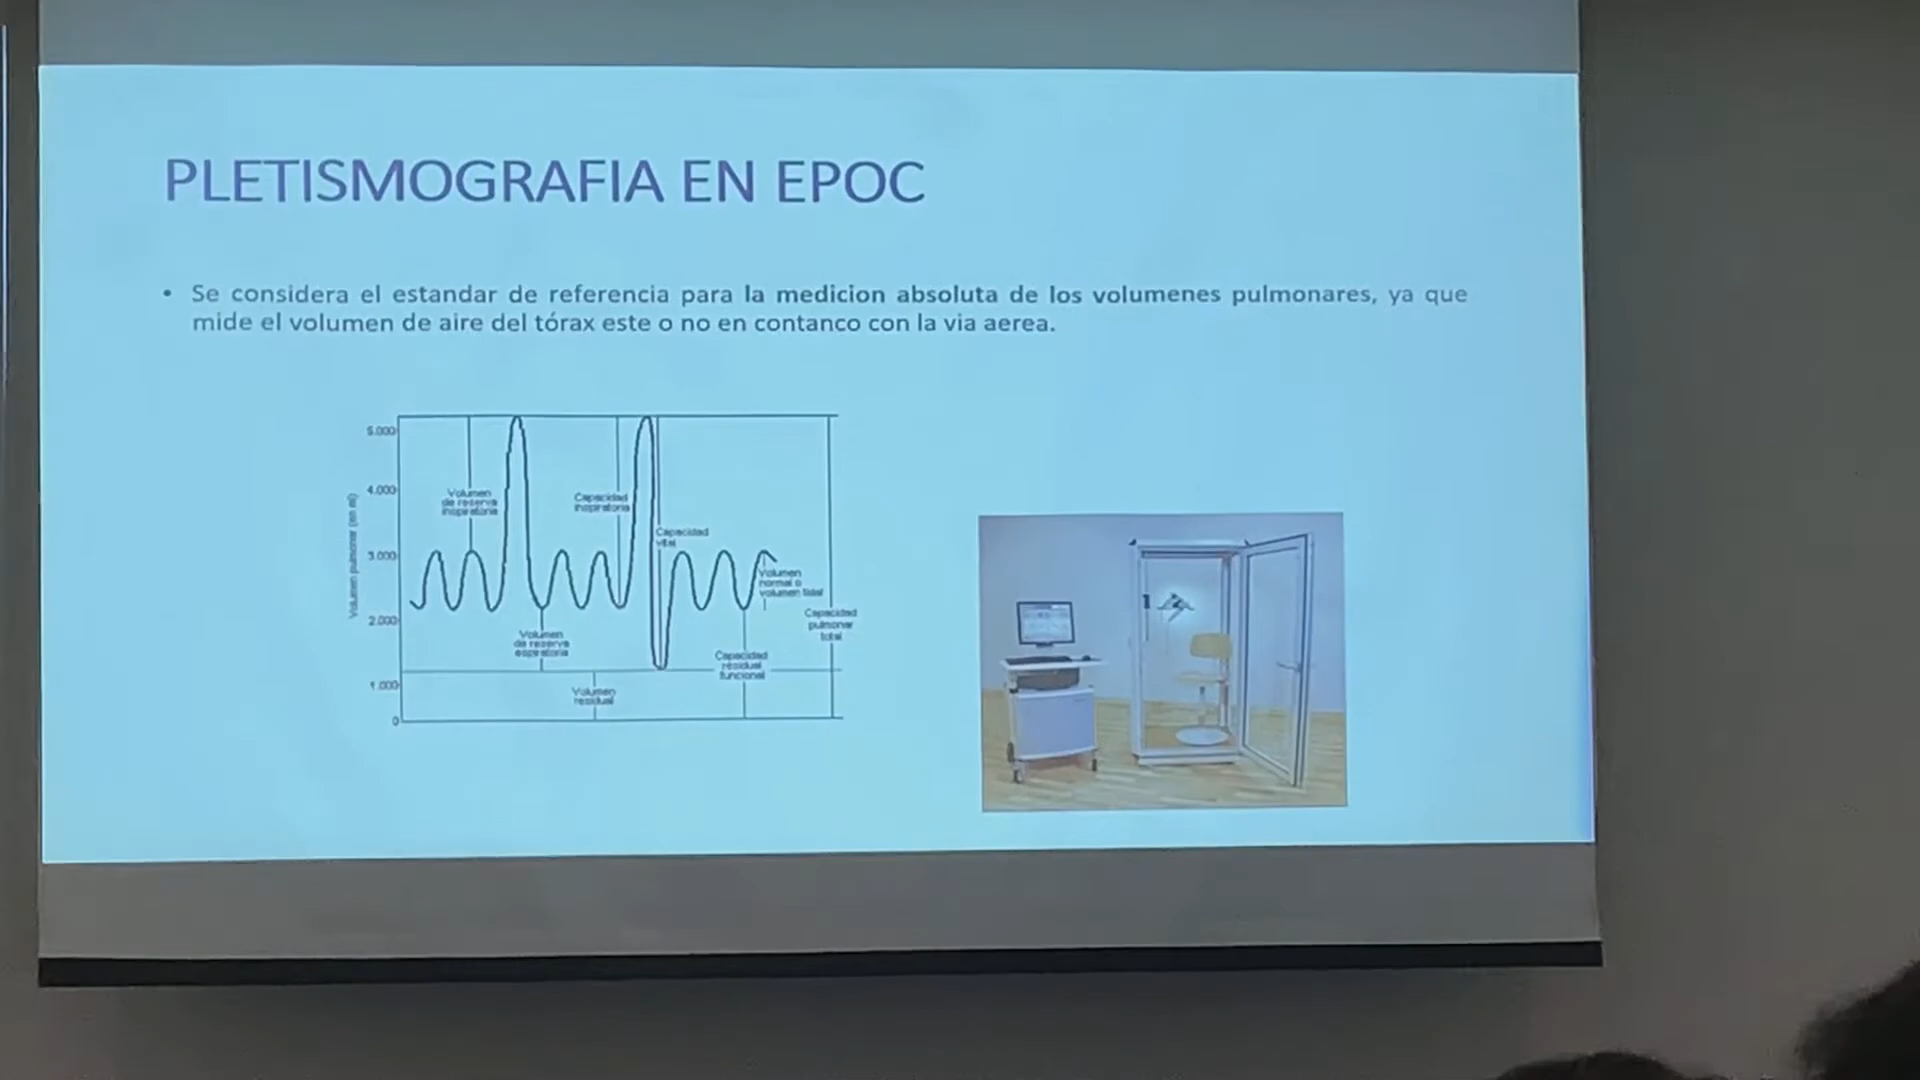 PLETISMOGRAFIA EN EPOC
• Se considera el estandar de referencia para la medicion absoluta de los volumenes pulmonares, ya que
mide el volumen de aire del tórax este o no en contanco con la via aerea.
Volumen pulmonar (en ml)
5.000
4.000
3.000
2.000
1.000
0
Volumen
de reserva
inspiratoria
Capacidad
inspiratoria
Capacidad
vital
Volumen
normal o
volumen tidal
Capacidad
pulmonar
total
Volumen
de reserva
espiratoria
Capacidad
residual
funcional
Volumen
residual